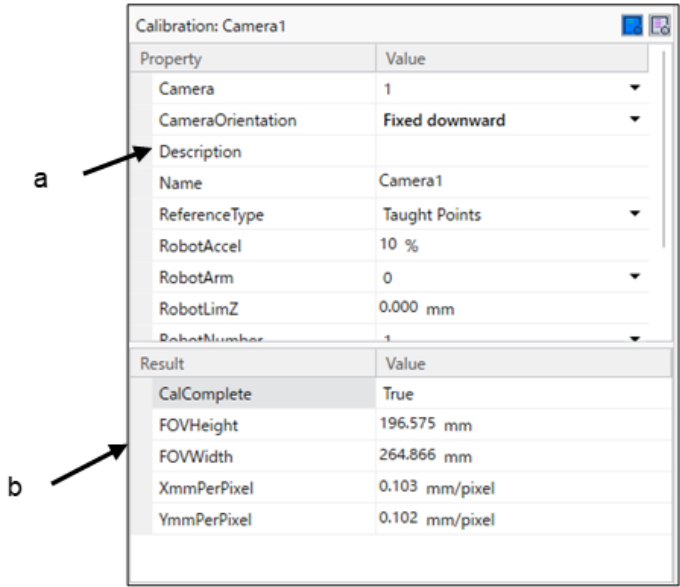 Calibration: Camera1
Property Value
Camera 1
CameraOrientation Fixed downward
Description
a
Name Camera1
ReferenceType Taught Points
RobotAccel 10 %
RobotArm 0
RobotLimZ 0.000 mm
RobotNumber 1
Result Value
CalComplete True
FOVHeight 196.575 mm
FOVWidth 264.866 mm
b
XmmPerPixel 0.103 mm/pixel
YmmPerPixel 0.102 mm/pixel